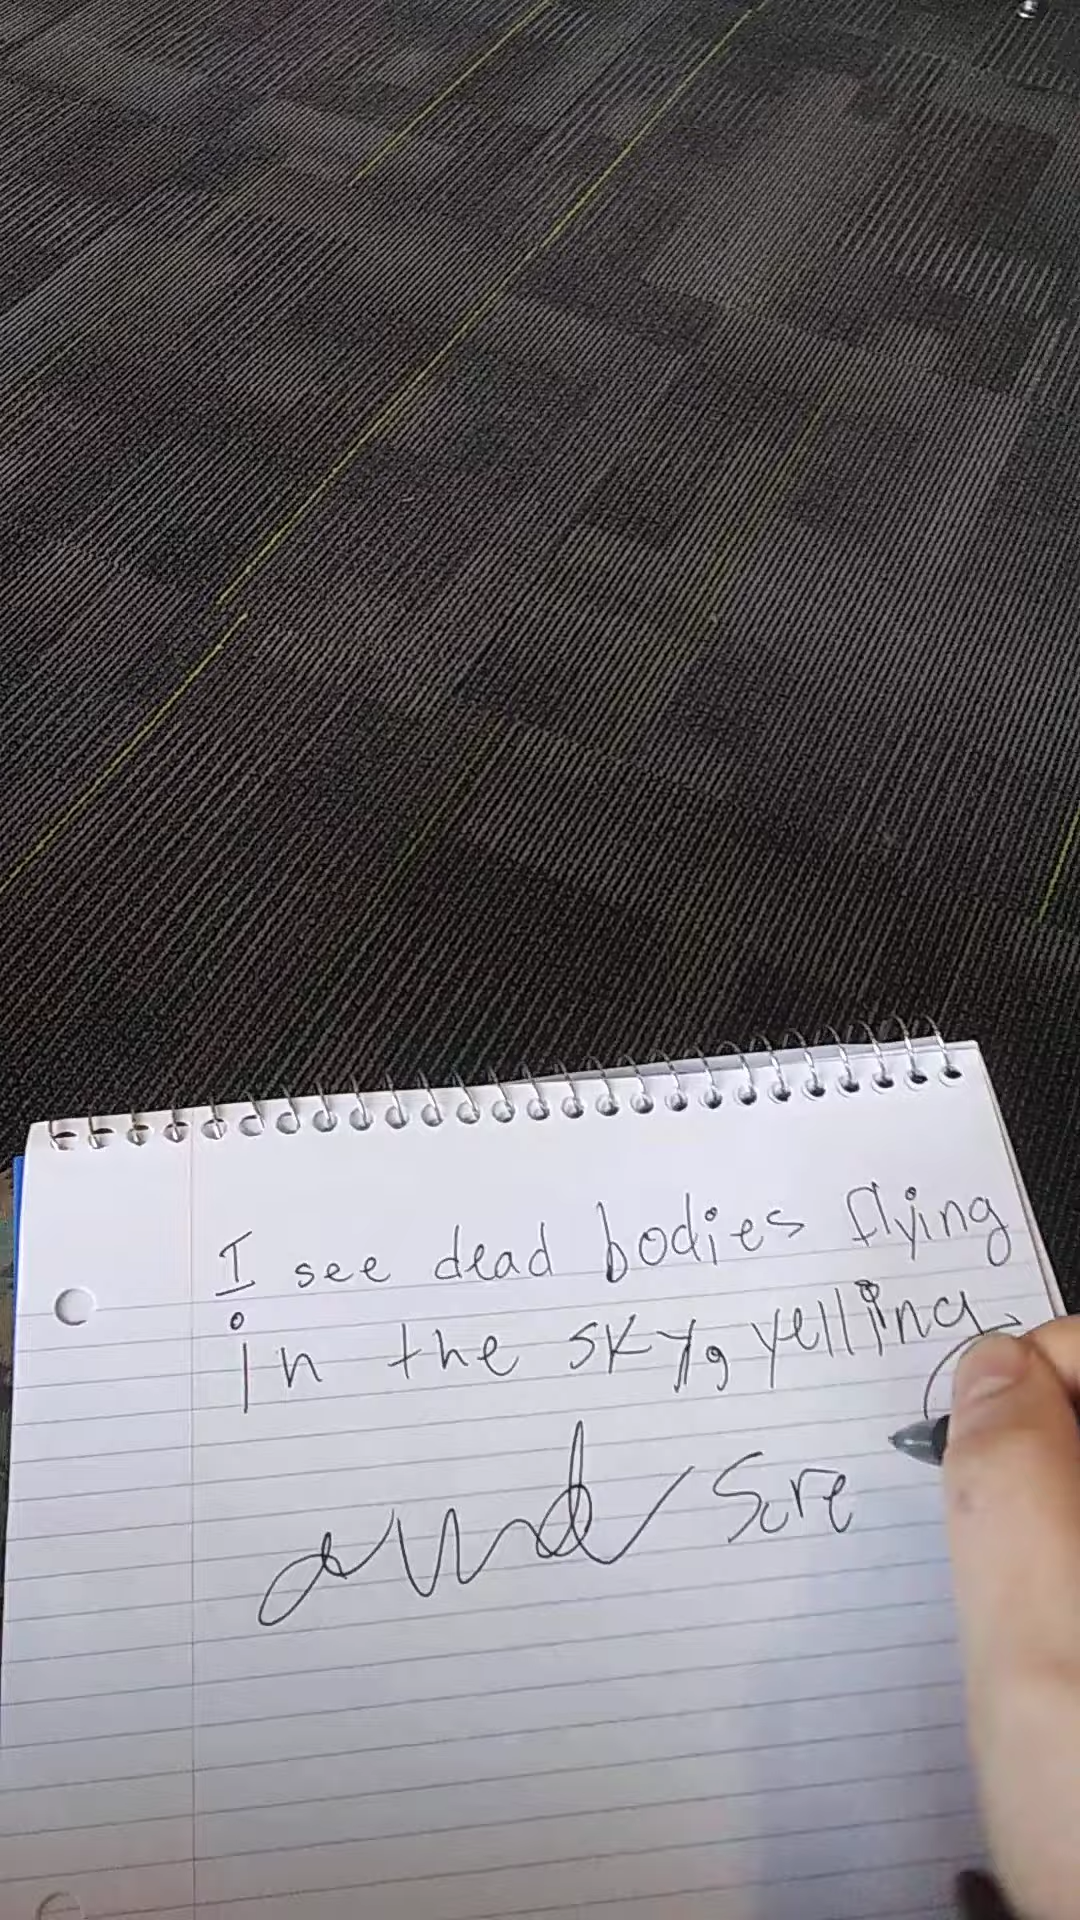 I see dead bodies flying
in the sky, yelling
and Scre